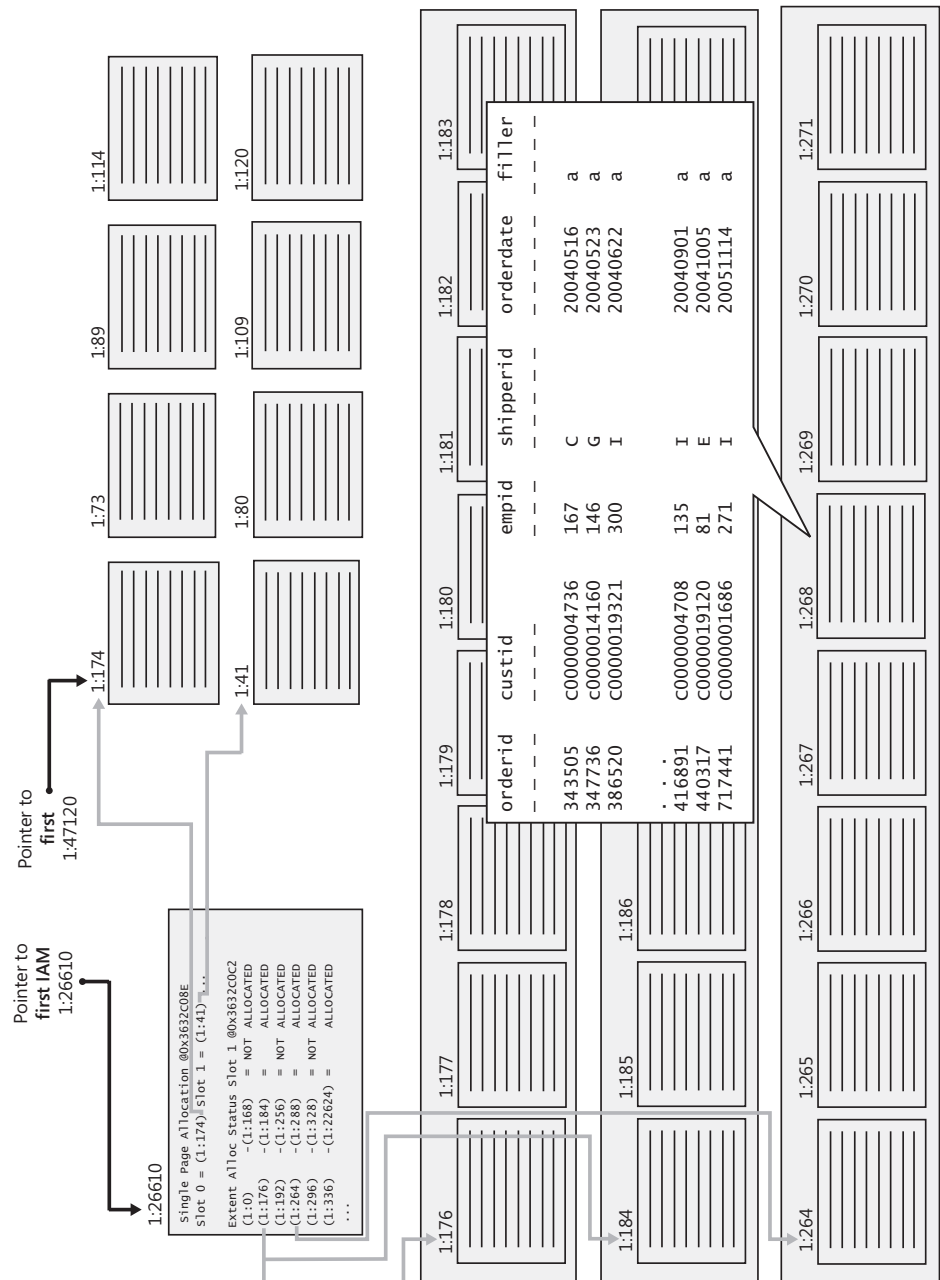 Pointer to
first IAM
1:26610
Pointer to
first
1:47120
1:26610
Single Page Allocation @0x3632C08E
Slot 0 = (1:174) Slot 1 = (1:41) ...
Extent Alloc Status Slot 1 @0x3632C0C2
(1:0) -(1:168) = NOT ALLOCATED
(1:176) -(1:184) = ALLOCATED
(1:192) -(1:256) = NOT ALLOCATED
(1:264) -(1:288) = ALLOCATED
(1:296) -(1:328) = NOT ALLOCATED
(1:336) -(1:22624) = ALLOCATED
...
1:174 1:73 1:89 1:114
1:41 1:80 1:109 1:120
1:176 1:177 1:178 1:179 1:180 1:181 1:182 1:183
orderid custid empid shipperid orderdate filler
343505 C0000004736 167 C 20040516 a
347736 C0000014160 146 G 20040523 a
386520 C0000019321 300 I 20040622 a
...
416891 C0000004708 135 I 20040901 a
440317 C0000019120 81 E 20041005 a
717441 C0000001686 271 I 20051114 a
1:184 1:185 1:186
1:264 1:265 1:266 1:267 1:268 1:269 1:270 1:271